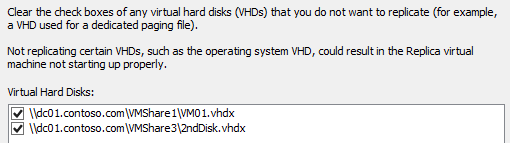 Clear the check boxes of any virtual hard disks (VHDs) that you do not want to replicate (for example,
a VHD used for a dedicated paging file).
Not replicating certain VHDs, such as the operating system VHD, could result in the Replica virtual
machine not starting up properly.
Virtual Hard Disks:
\\dc01.contoso.com\VMShare1\VM01.vhdx
\\dc01.contoso.com\VMShare3\2ndDisk.vhdx